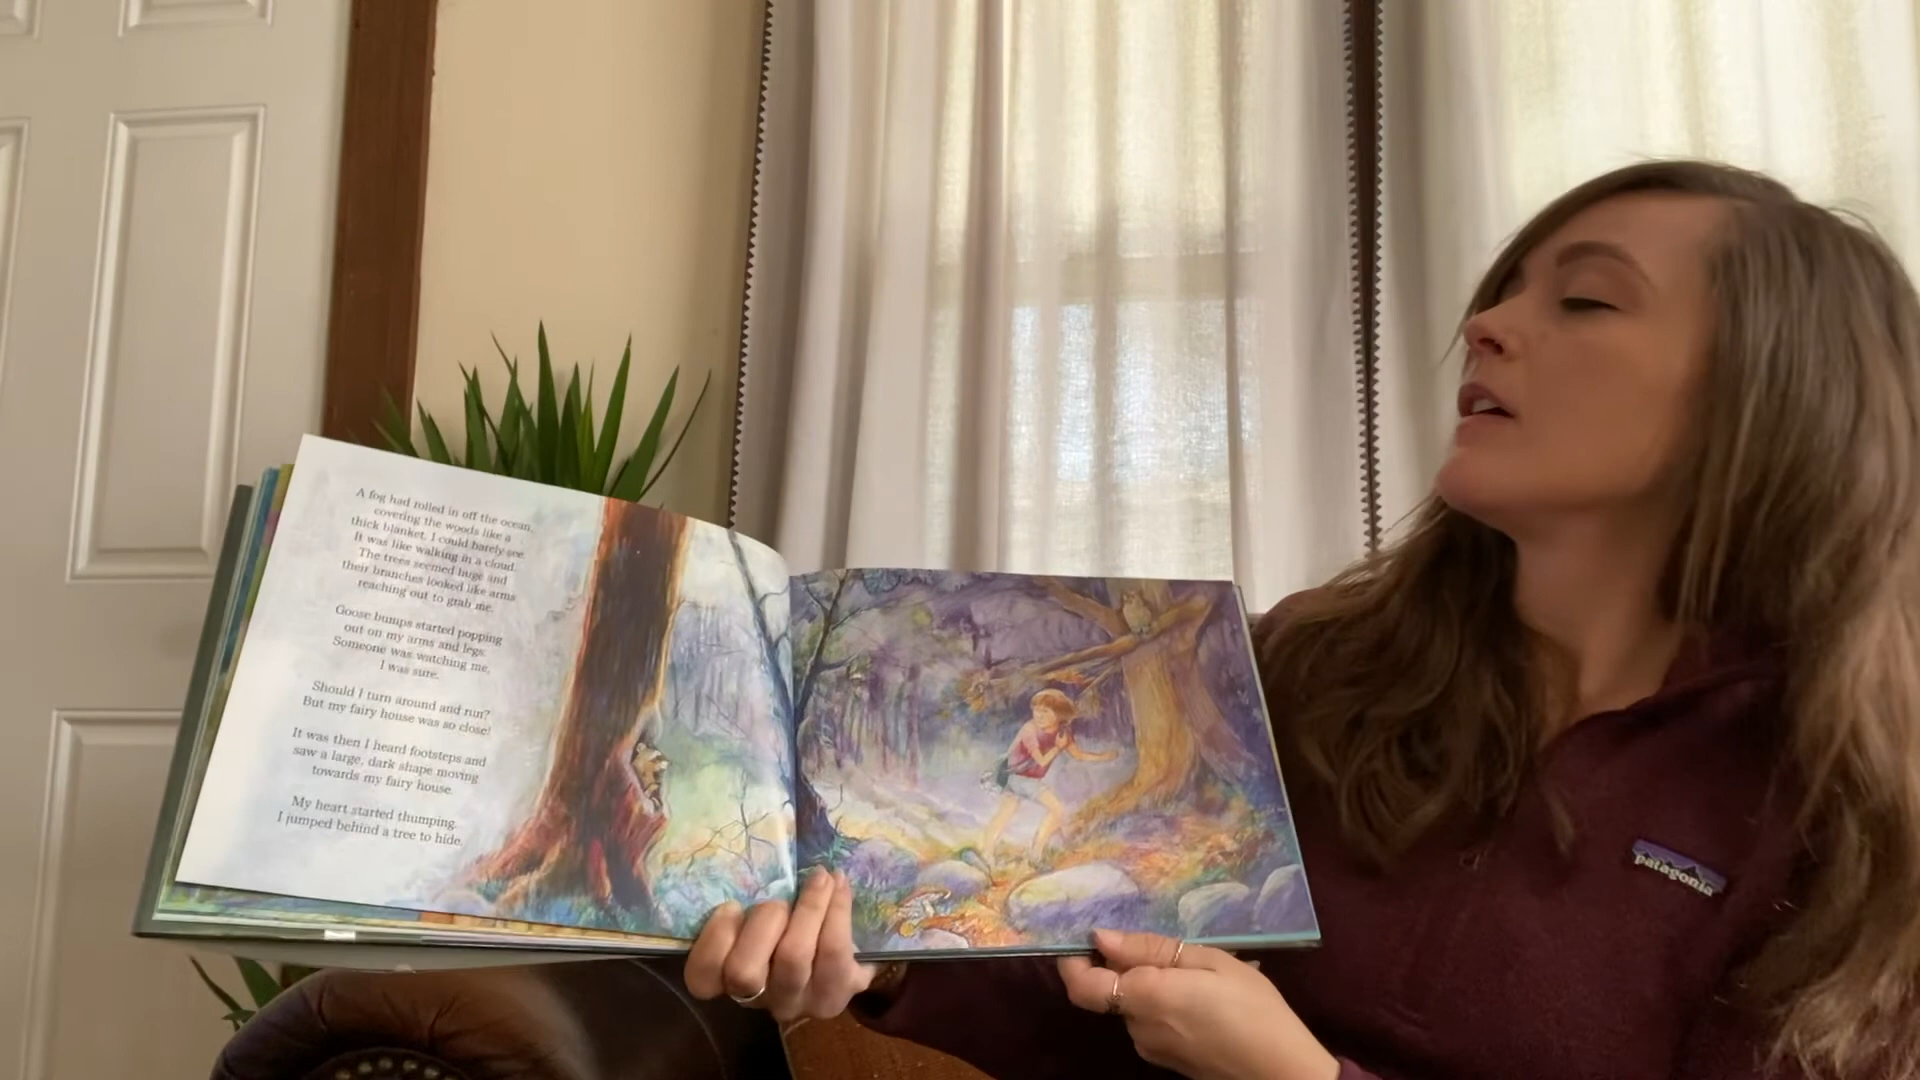 A fog had rolled in off the ocean,
covering the woods like a
thick blanket. I could barely see.
It was like walking in a cloud.
The trees seemed huge and
their branches looked like arms
reaching out to grab me.
Goose bumps started popping
out on my arms and legs.
Someone was watching me,
I was sure.
Should I turn around and run?
But my fairy house was so close!
It was then I heard footsteps and
saw a large, dark shape moving
towards my fairy house.
My heart started thumping.
I jumped behind a tree to hide.
patagonia